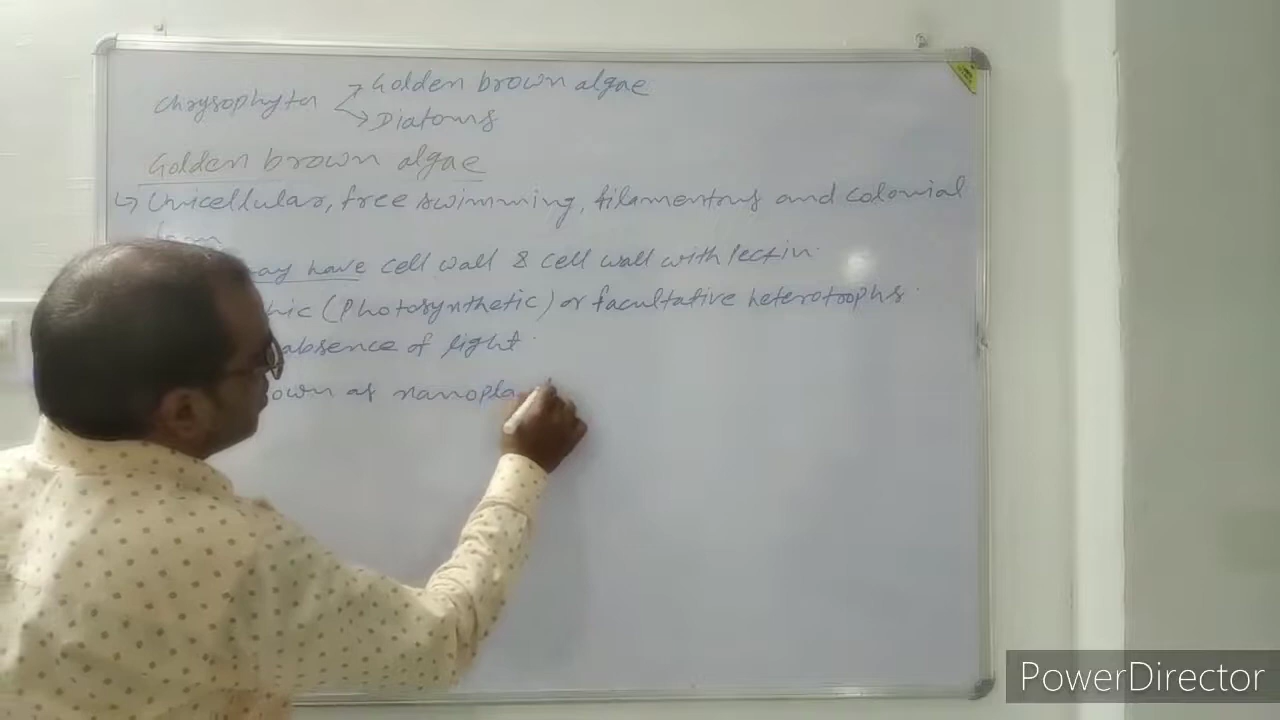 Chrysophyta → Golden brown algae
→ Diatoms
Golden brown algae
↳ Unicellular, free swimming, filamentous and colonial
form
may have cell wall & cell wall with lectin.
hic (Photosynthetic) or facultative heterotrophs.
absence of light.
own as nanopla
PowerDirector